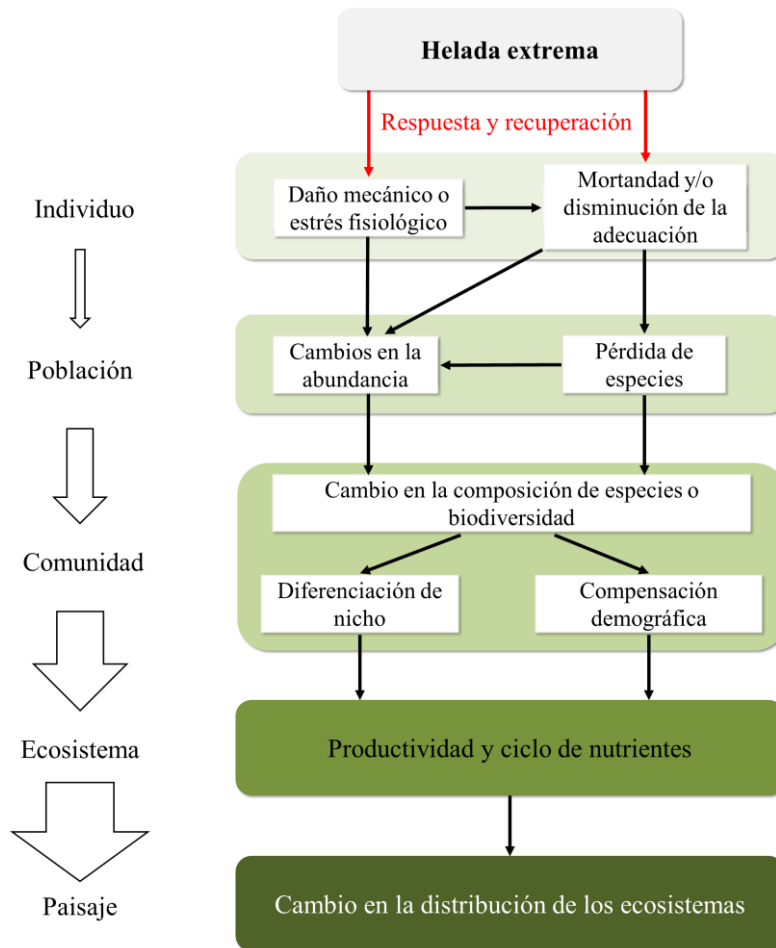 Helada extrema
Respuesta y recuperación
Individuo
Daño mecánico o
estrés fisiológico
Mortandad y/o
disminución de la
adecuación
Población
Cambios en la
abundancia
Pérdida de
especies
Comunidad
Cambio en la composición de especies o
biodiversidad
Diferenciación de
nicho
Compensación
demográfica
Ecosistema
Productividad y ciclo de nutrientes
Paisaje
Cambio en la distribución de los ecosistemas